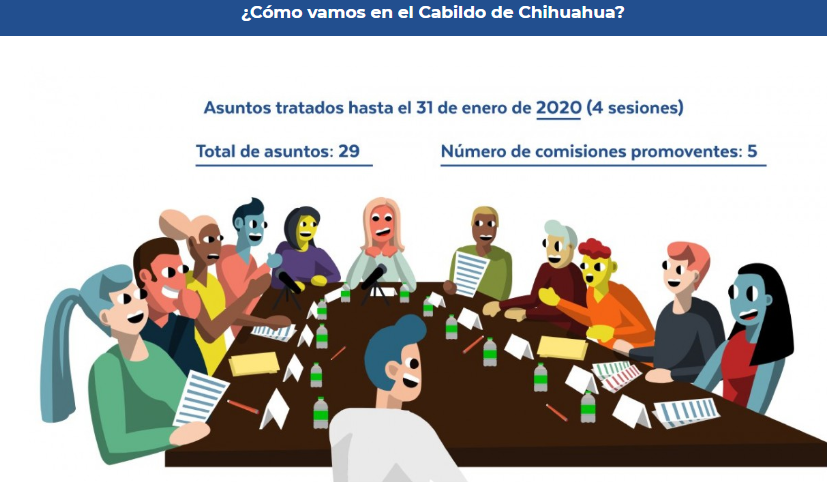 ¿Cómo vamos en el Cabildo de Chihuahua?
Asuntos tratados hasta el 31 de enero de 2020 (4 sesiones)
Total de asuntos: 29
Número de comisiones promoventes: 5